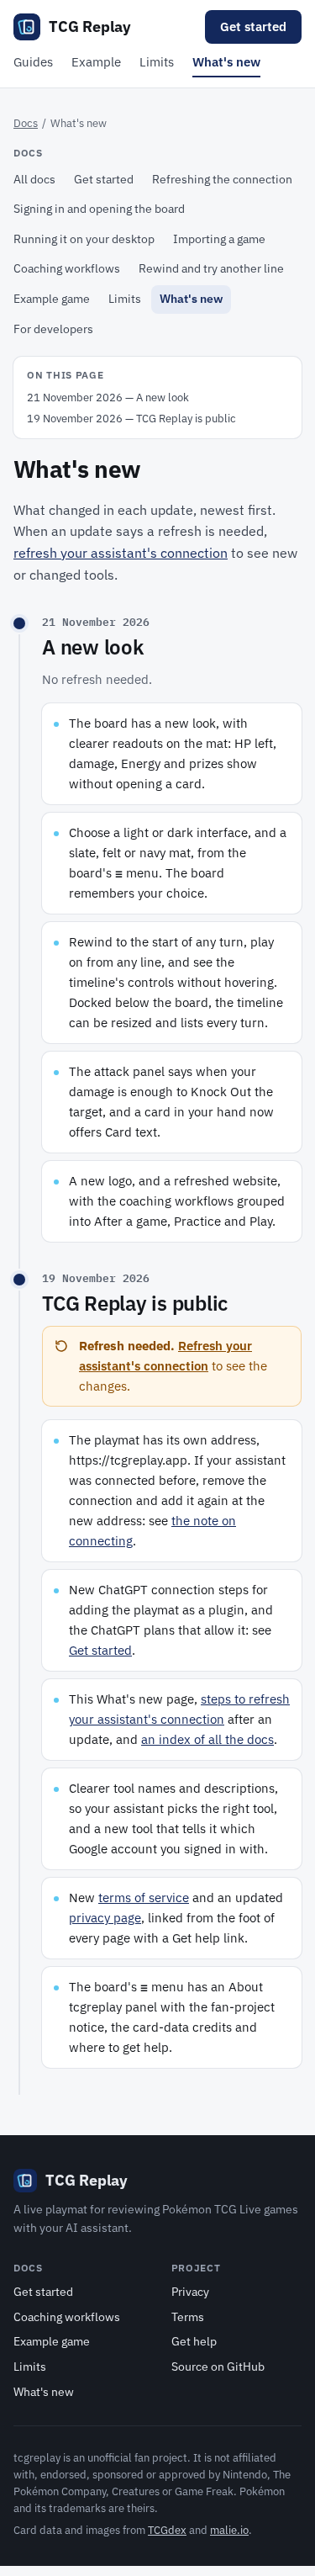 TCG Replay
Get started
Guides Example Limits What's new
Docs / What's new
DOCS
All docs Get started Refreshing the connection
Signing in and opening the board
Running it on your desktop Importing a game
Coaching workflows Rewind and try another line
Example game Limits What's new
For developers
ON THIS PAGE
21 November 2026 — A new look
19 November 2026 — TCG Replay is public
What's new
What changed in each update, newest first.
When an update says a refresh is needed,
refresh your assistant's connection to see new
or changed tools.
21 November 2026
A new look
No refresh needed.
The board has a new look, with
clearer readouts on the mat: HP left,
damage, Energy and prizes show
without opening a card.
Choose a light or dark interface, and a
slate, felt or navy mat, from the
board's ≡ menu. The board
remembers your choice.
Rewind to the start of any turn, play
on from any line, and see the
timeline's controls without hovering.
Docked below the board, the timeline
can be resized and lists every turn.
The attack panel says when your
damage is enough to Knock Out the
target, and a card in your hand now
offers Card text.
A new logo, and a refreshed website,
with the coaching workflows grouped
into After a game, Practice and Play.
19 November 2026
TCG Replay is public
Refresh needed. Refresh your
assistant's connection to see the
changes.
The playmat has its own address,
https://tcgreplay.app. If your assistant
was connected before, remove the
connection and add it again at the
new address: see the note on
connecting.
New ChatGPT connection steps for
adding the playmat as a plugin, and
the ChatGPT plans that allow it: see
Get started.
This What's new page, steps to refresh
your assistant's connection after an
update, and an index of all the docs.
Clearer tool names and descriptions,
so your assistant picks the right tool,
and a new tool that tells it which
Google account you signed in with.
New terms of service and an updated
privacy page, linked from the foot of
every page with a Get help link.
The board's ≡ menu has an About
tcgreplay panel with the fan-project
notice, the card-data credits and
where to get help.
TCG Replay
A live playmat for reviewing Pokémon TCG Live games
with your AI assistant.
DOCS
Get started
Coaching workflows
Example game
Limits
What's new
PROJECT
Privacy
Terms
Get help
Source on GitHub
tcgreplay is an unofficial fan project. It is not affiliated
with, endorsed, sponsored or approved by Nintendo, The
Pokémon Company, Creatures or Game Freak. Pokémon
and its trademarks are theirs.
Card data and images from TCGdex and malie.io.